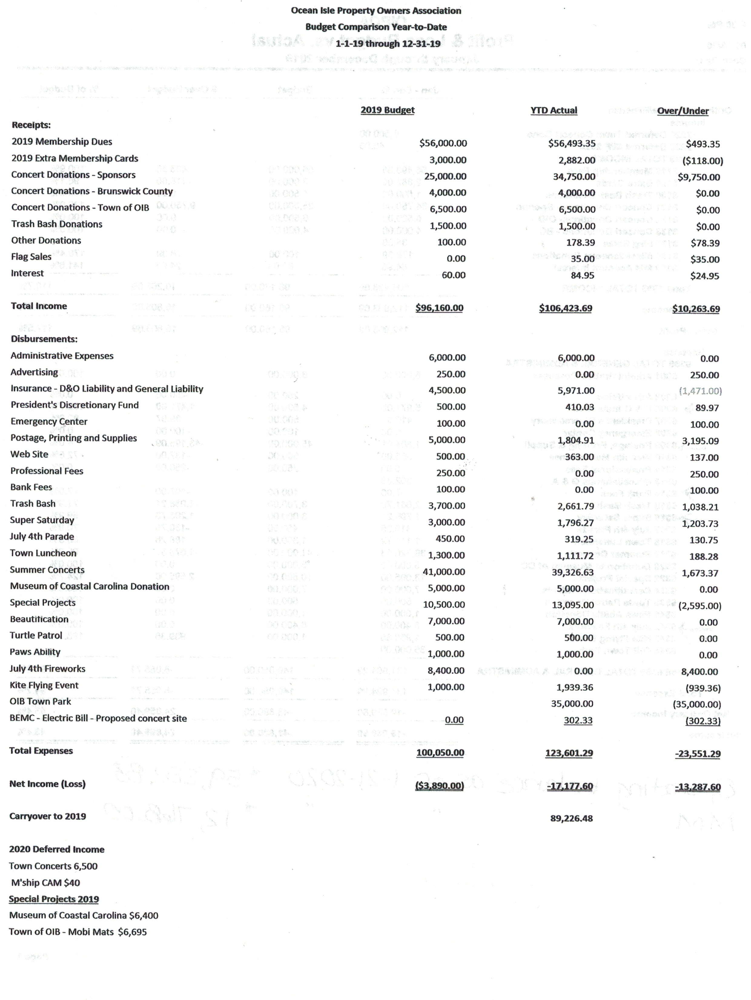 Ocean Isle Property Owners Association
Budget Comparison Year-to-Date
1-1-19 through 12-31-19
2019 Budget YTD Actual Over/Under
Receipts:
2019 Membership Dues $56,000.00 $56,493.35 $493.35
2019 Extra Membership Cards 3,000.00 2,882.00 ($118.00)
Concert Donations - Sponsors 25,000.00 34,750.00 $9,750.00
Concert Donations - Brunswick County 4,000.00 4,000.00 $0.00
Concert Donations - Town of OIB 6,500.00 6,500.00 $0.00
Trash Bash Donations 1,500.00 1,500.00 $0.00
Other Donations 100.00 178.39 $78.39
Flag Sales 0.00 35.00 $35.00
Interest 60.00 84.95 $24.95
Total Income $96,160.00 $106,423.69 $10,263.69
Disbursements:
Administrative Expenses 6,000.00 6,000.00 0.00
Advertising 250.00 0.00 250.00
Insurance - D&O Liability and General Liability 4,500.00 5,971.00 (1,471.00)
President's Discretionary Fund 500.00 410.03 89.97
Emergency Center 100.00 0.00 100.00
Postage, Printing and Supplies 5,000.00 1,804.91 3,195.09
Web Site 500.00 363.00 137.00
Professional Fees 250.00 0.00 250.00
Bank Fees 100.00 0.00 100.00
Trash Bash 3,700.00 2,661.79 1,038.21
Super Saturday 3,000.00 1,796.27 1,203.73
July 4th Parade 450.00 319.25 130.75
Town Luncheon 1,300.00 1,111.72 188.28
Summer Concerts 41,000.00 39,326.63 1,673.37
Museum of Coastal Carolina Donation 5,000.00 5,000.00 0.00
Special Projects 10,500.00 13,095.00 (2,595.00)
Beautification 7,000.00 7,000.00 0.00
Turtle Patrol 500.00 500.00 0.00
Paws Ability 1,000.00 1,000.00 0.00
July 4th Fireworks 8,400.00 0.00 8,400.00
Kite Flying Event 1,000.00 1,939.36 (939.36)
OIB Town Park 35,000.00 (35,000.00)
BEMC - Electric Bill - Proposed concert site 0.00 302.33 (302.33)
Total Expenses 100,050.00 123,601.29 -23,551.29
Net Income (Loss) ($3,890.00) -17,177.60 -13,287.60
Carryover to 2019 89,226.48
2020 Deferred Income
Town Concerts 6,500
M'ship CAM $40
Special Projects 2019
Museum of Coastal Carolina $6,400
Town of OIB - Mobi Mats $6,695